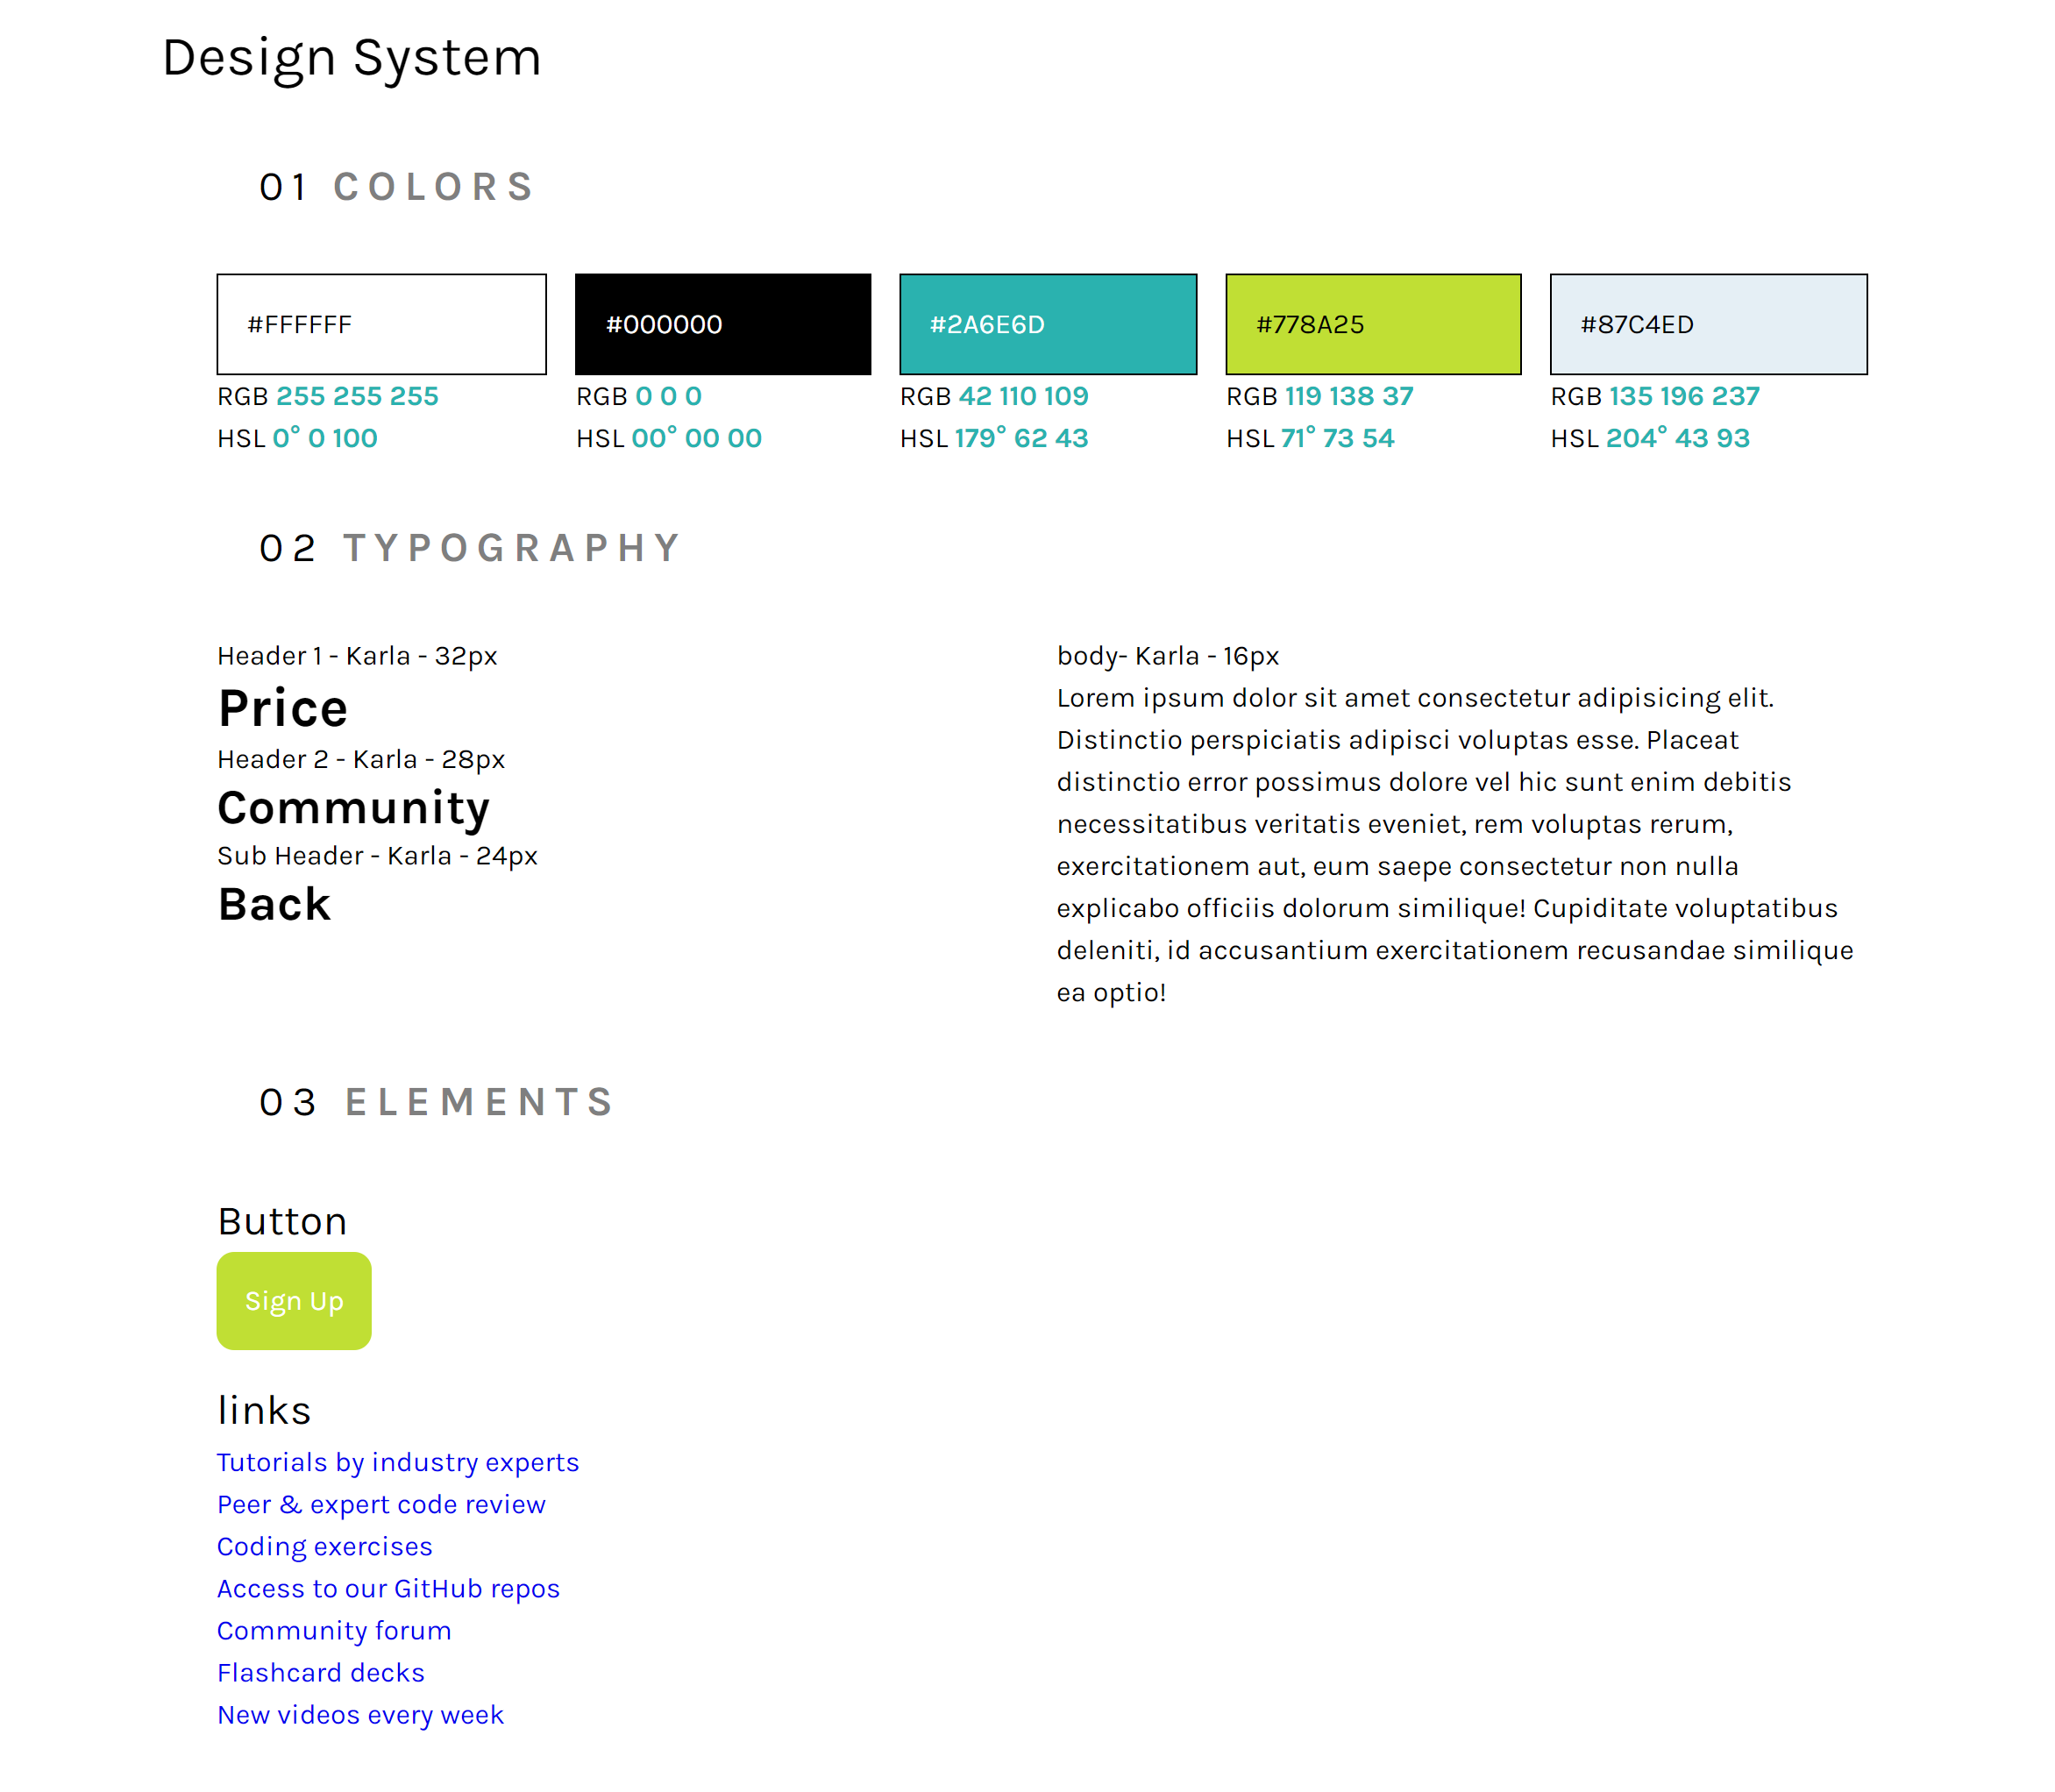 Design System
01 COLORS
#FFFFFF
RGB 255 255 255
HSL 0° 0 100
#000000
RGB 0 0 0
HSL 00° 00 00
#2A6E6D
RGB 42 110 109
HSL 179° 62 43
#778A25
RGB 119 138 37
HSL 71° 73 54
#87C4ED
RGB 135 196 237
HSL 204° 43 93
02 TYPOGRAPHY
Header 1 - Karla - 32px
Price
Header 2 - Karla - 28px
Community
Sub Header - Karla - 24px
Back
body- Karla - 16px
Lorem ipsum dolor sit amet consectetur adipisicing elit.
Distinctio perspiciatis adipisci voluptas esse. Placeat
distinctio error possimus dolore vel hic sunt enim debitis
necessitatibus veritatis eveniet, rem voluptas rerum,
exercitationem aut, eum saepe consectetur non nulla
explicabo officiis dolorum similique! Cupiditate voluptatibus
deleniti, id accusantium exercitationem recusandae similique
ea optio!
03 ELEMENTS
Button
Sign Up
links
Tutorials by industry experts
Peer & expert code review
Coding exercises
Access to our GitHub repos
Community forum
Flashcard decks
New videos every week